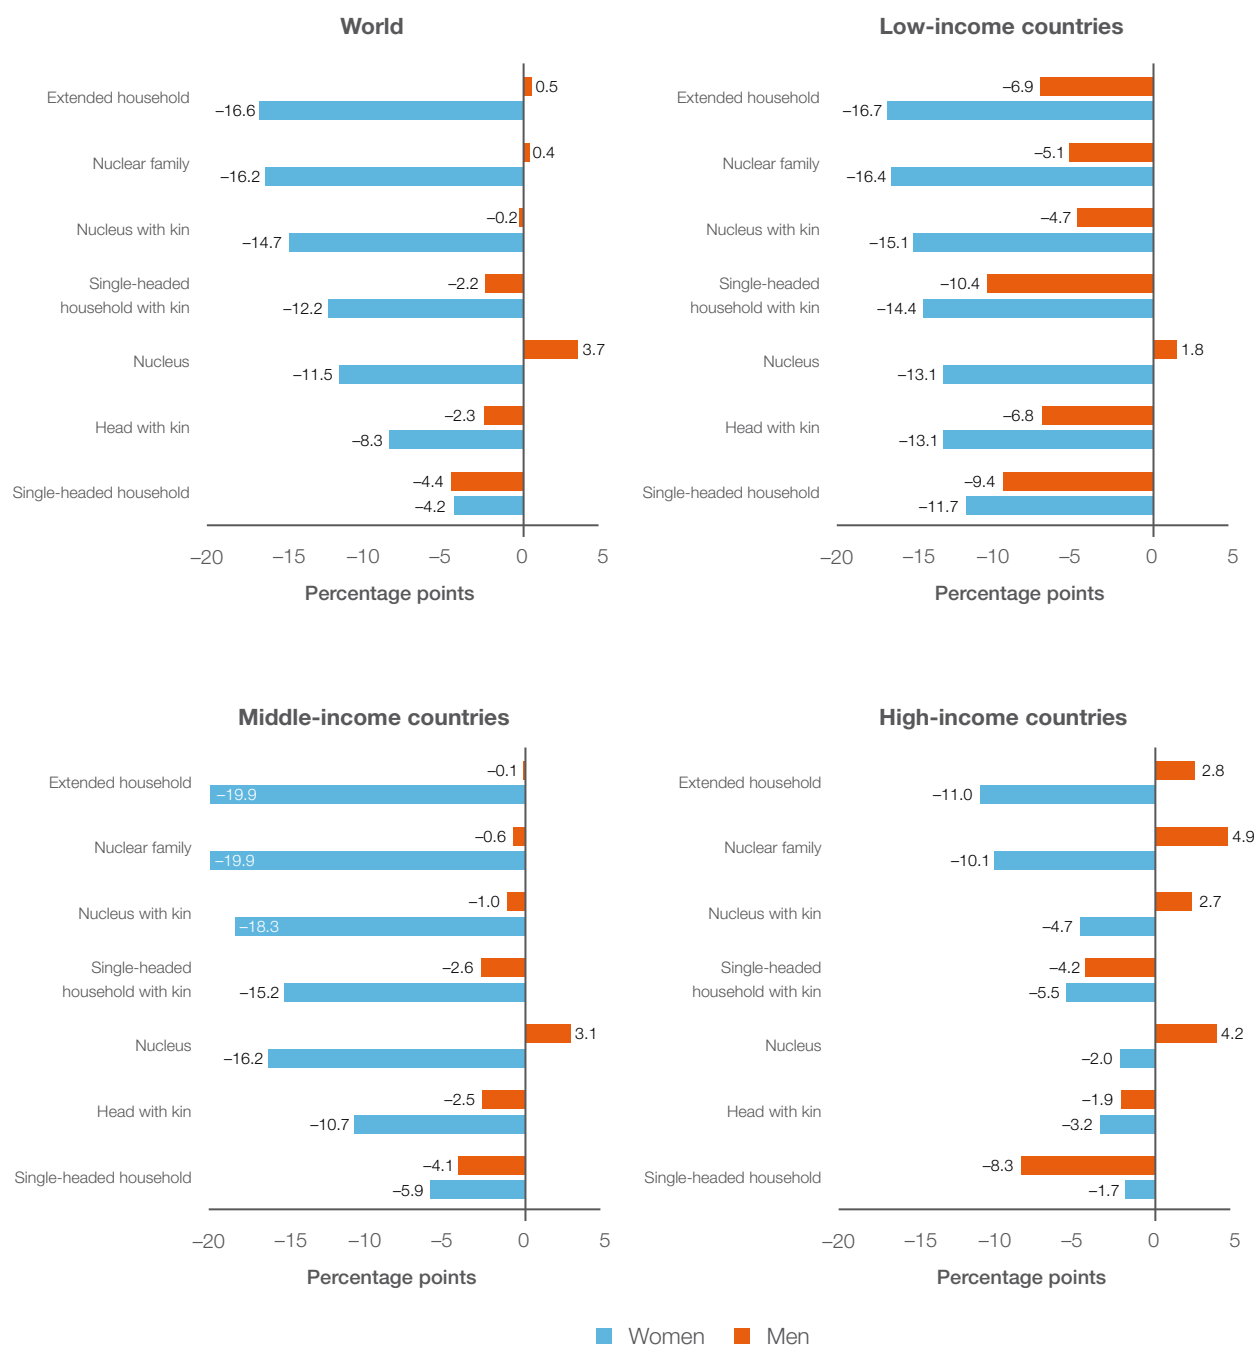 World
Extended household
0.5
–16.6
Nuclear family
0.4
–16.2
Nucleus with kin
–0.2
–14.7
Single-headed
household with kin
–2.2
–12.2
Nucleus
3.7
–11.5
Head with kin
–2.3
–8.3
Single-headed household
–4.4
–4.2
–20 –15 –10 –5 0 5
Percentage points
Low-income countries
Extended household
–6.9
–16.7
Nuclear family
–5.1
–16.4
Nucleus with kin
–4.7
–15.1
Single-headed
household with kin
–10.4
–14.4
Nucleus
1.8
–13.1
Head with kin
–6.8
–13.1
Single-headed household
–9.4
–11.7
–20 –15 –10 –5 0 5
Percentage points
Middle-income countries
Extended household
–0.1
–19.9
Nuclear family
–0.6
–19.9
Nucleus with kin
–1.0
–18.3
Single-headed
household with kin
–2.6
–15.2
Nucleus
3.1
–16.2
Head with kin
–2.5
–10.7
Single-headed household
–4.1
–5.9
–20 –15 –10 –5 0 5
Percentage points
High-income countries
Extended household
2.8
–11.0
Nuclear family
4.9
–10.1
Nucleus with kin
2.7
–4.7
Single-headed
household with kin
–4.2
–5.5
Nucleus
4.2
–2.0
Head with kin
–1.9
–3.2
Single-headed household
–8.3
–1.7
–20 –15 –10 –5 0 5
Percentage points
Women Men